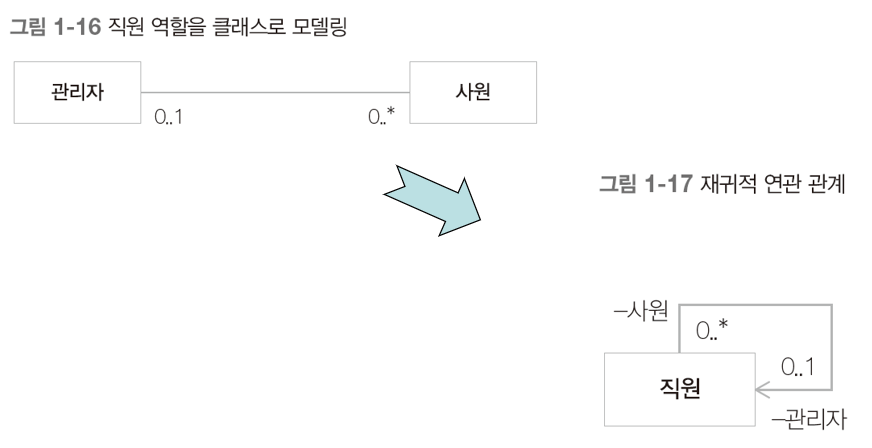 그림 1-16 직원 역할을 클래스로 모델링
관리자
사원
0..1
0..*
그림 1-17 재귀적 연관 관계
–사원
0..*
0..1
직원
–관리자